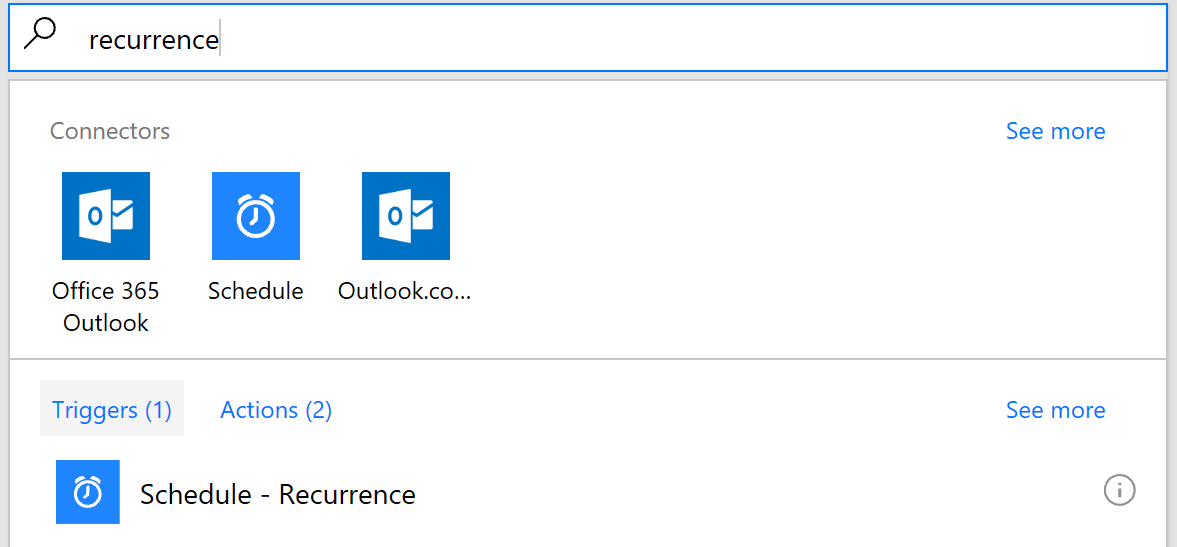 recurrence
Connectors
See more
Office 365
Outlook
Schedule
Outlook.co...
Triggers (1)
Actions (2)
See more
Schedule - Recurrence